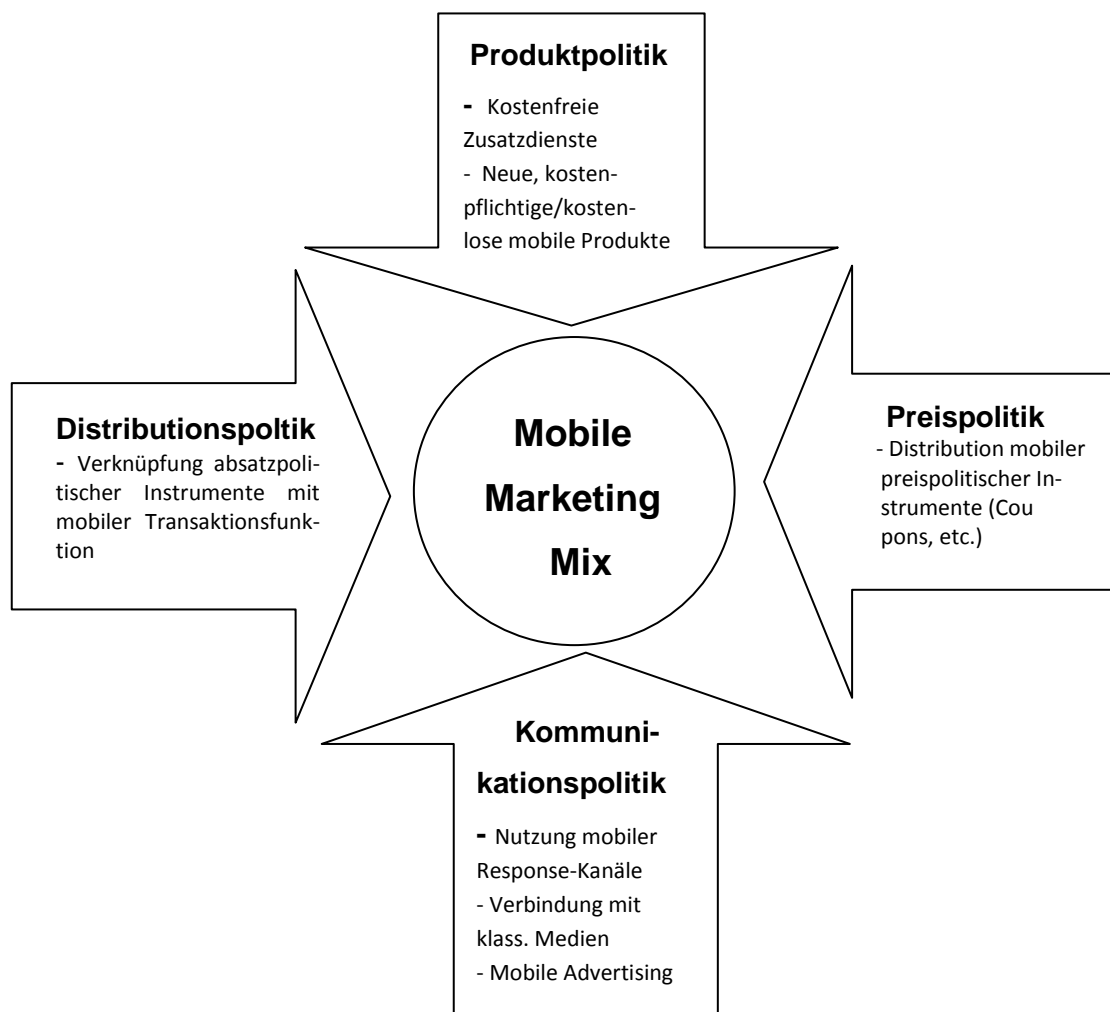 Produktpolitik
- Kostenfreie
Zusatzdienste
- Neue, kosten-
pflichtige/kosten-
lose mobile Produkte
Distributionspoltik
- Verknüpfung absatzpoli-
tischer Instrumente mit
mobiler Transaktionsfunk-
tion
Mobile
Marketing
Mix
Preispolitik
- Distribution mobiler
preispolitischer In-
strumente (Cou
pons, etc.)
Kommuni-
kationspolitik
- Nutzung mobiler
Response-Kanäle
- Verbindung mit
klass. Medien
- Mobile Advertising